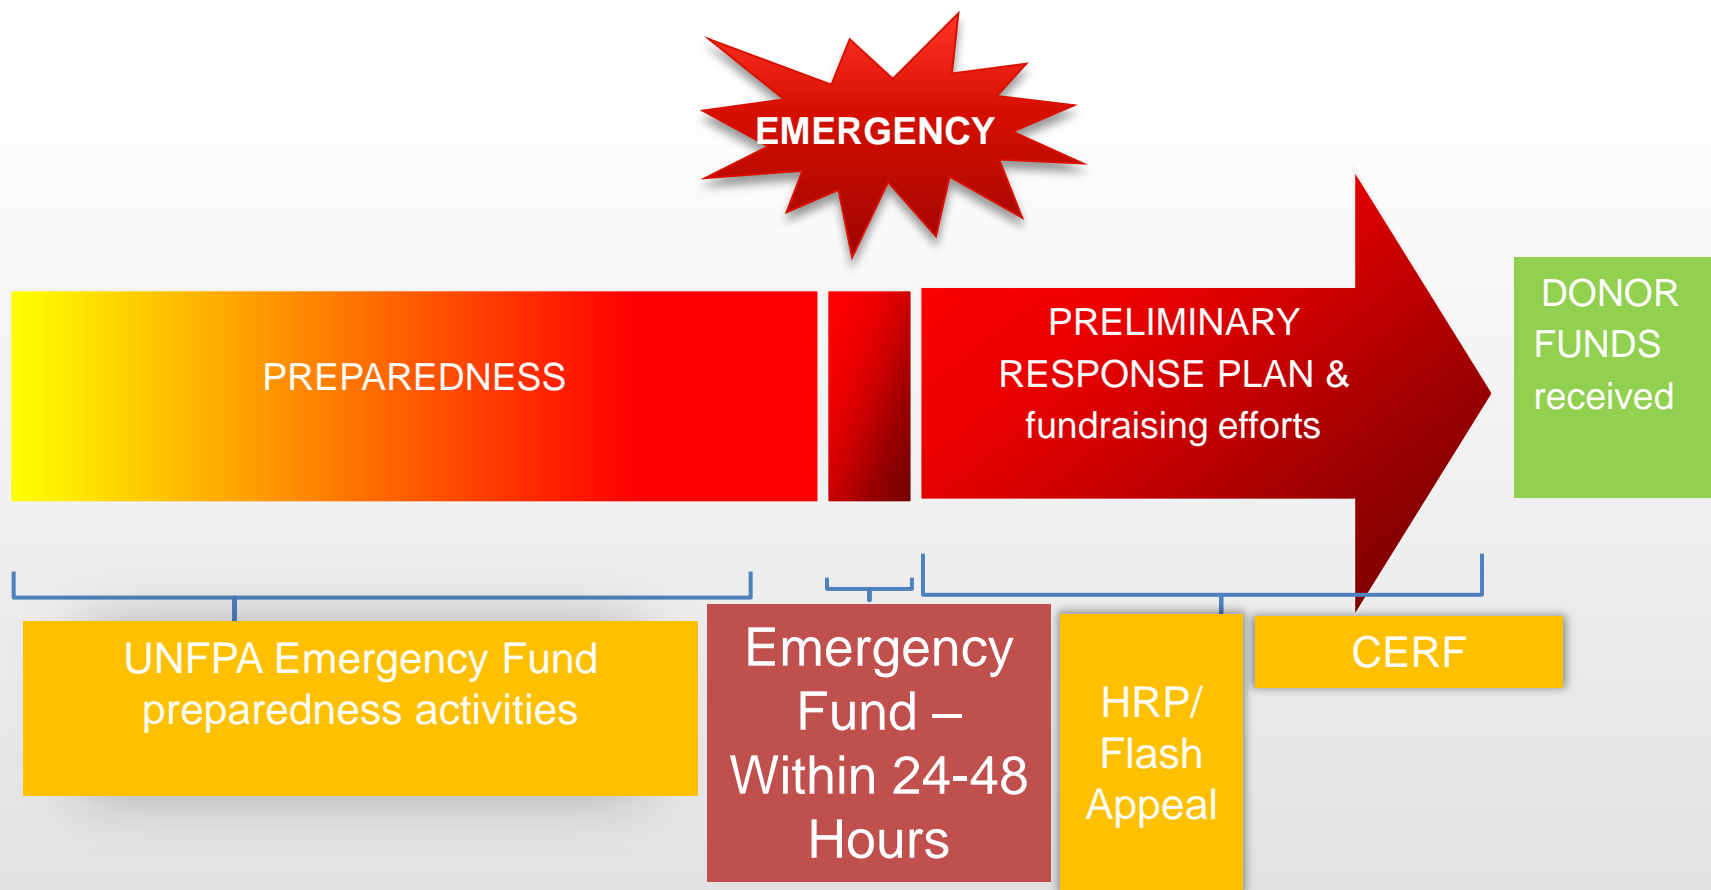 EMERGENCY
PREPAREDNESS
PRELIMINARY
RESPONSE PLAN &
fundraising efforts
DONOR
FUNDS
received
UNFPA Emergency Fund
preparedness activities
Emergency
Fund –
Within 24-48
Hours
HRP/
Flash
Appeal
CERF